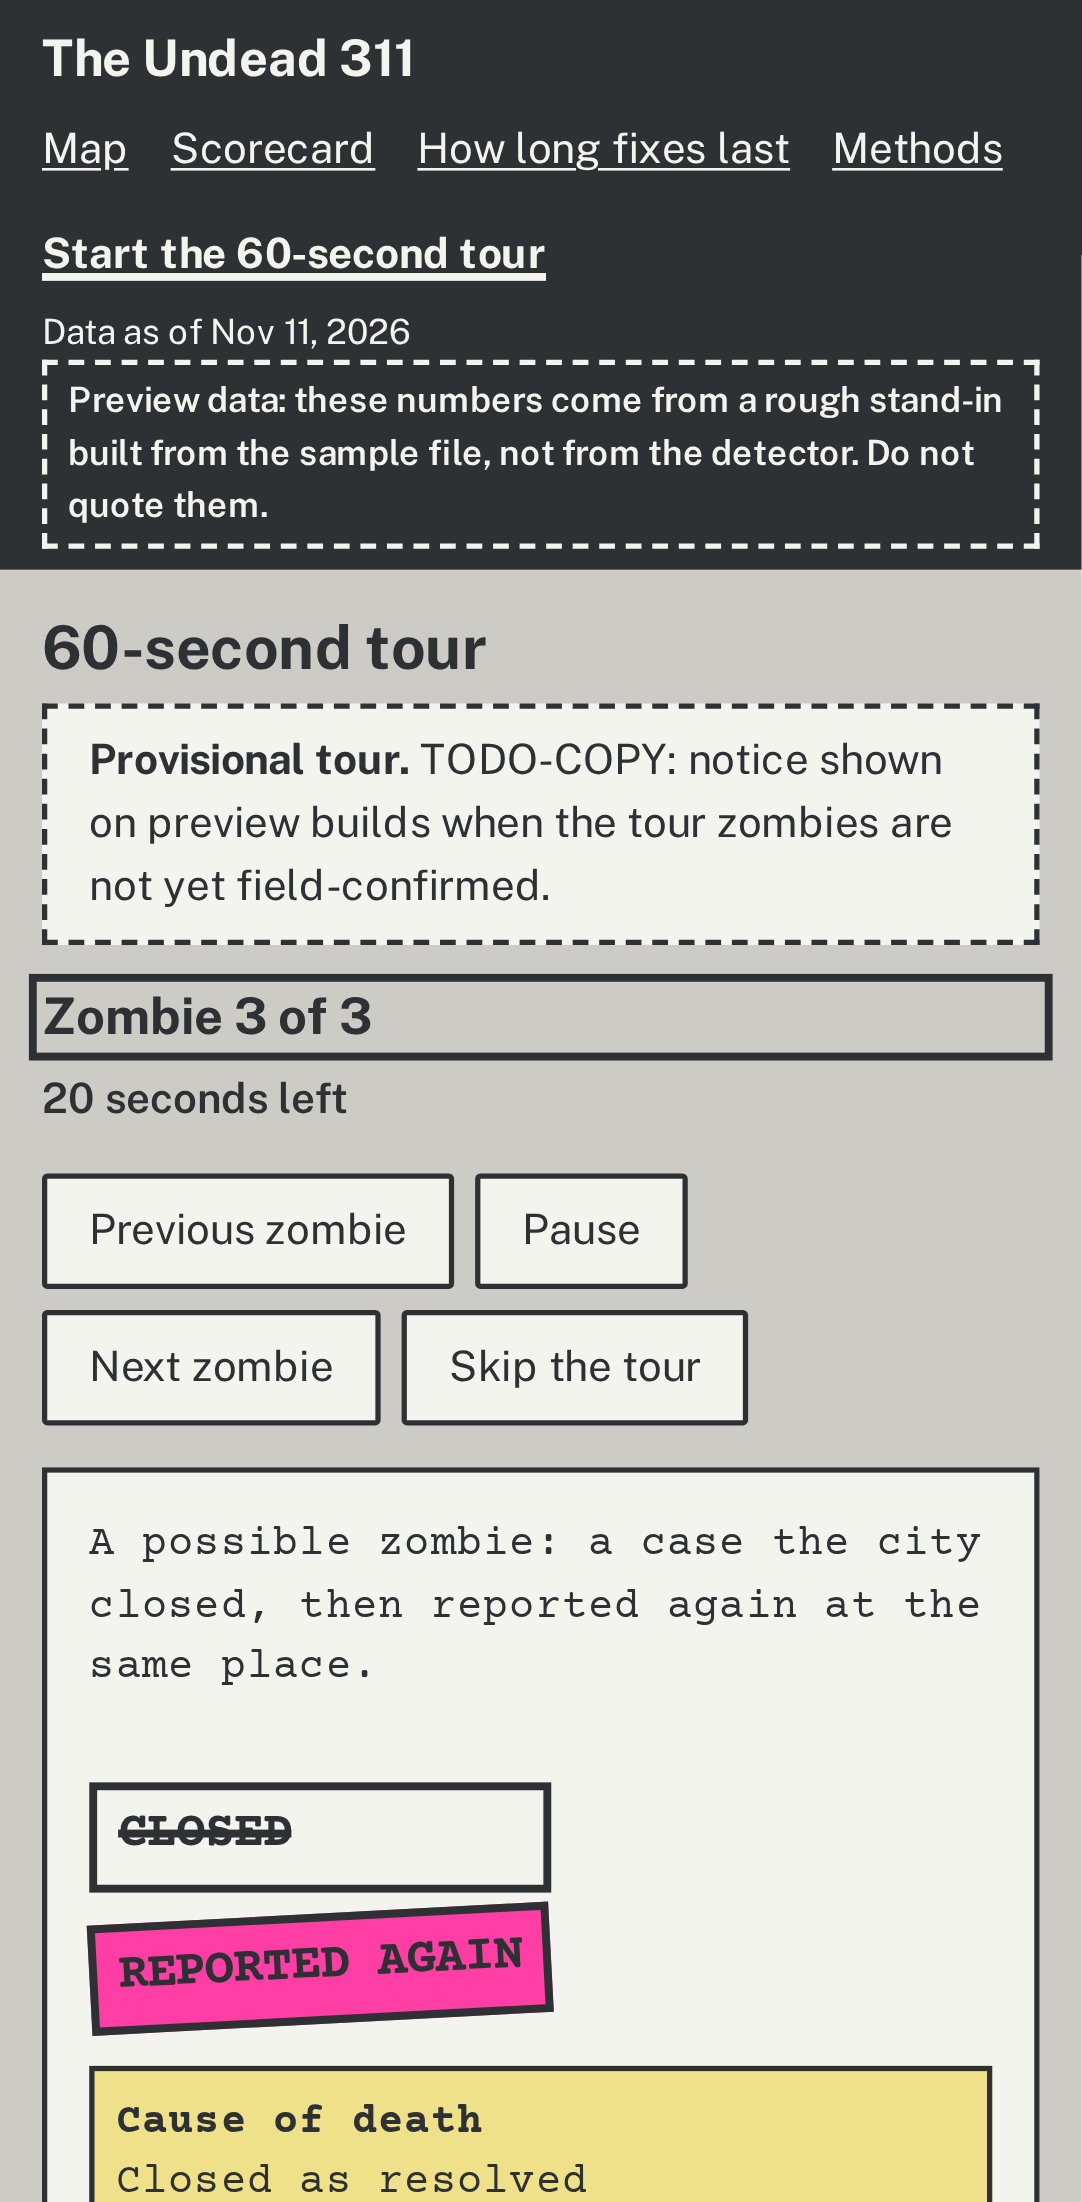 The Undead 311
Map Scorecard How long fixes last Methods
Start the 60-second tour
Data as of Nov 11, 2026
Preview data: these numbers come from a rough stand-in
built from the sample file, not from the detector. Do not
quote them.
60-second tour
Provisional tour. TODO-COPY: notice shown
on preview builds when the tour zombies are
not yet field-confirmed.
Zombie 3 of 3
20 seconds left
Previous zombie Pause
Next zombie Skip the tour
A possible zombie: a case the city
closed, then reported again at the
same place.
CLOSED
REPORTED AGAIN
Cause of death
Closed as resolved